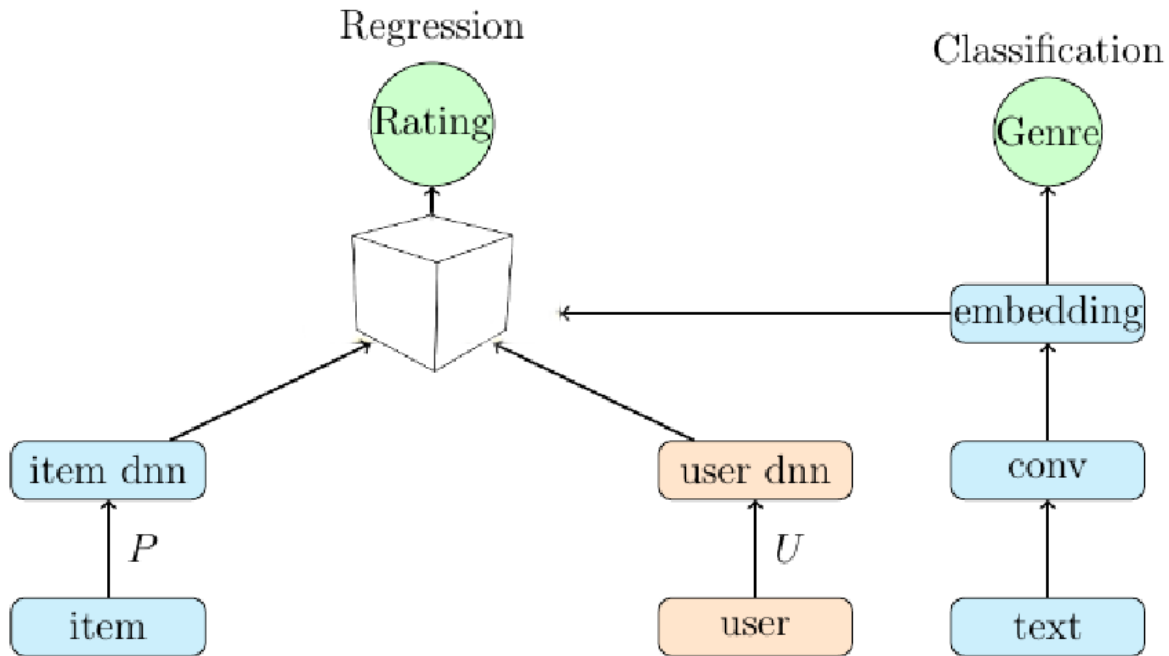 Regression
Classification
Rating
Genre
embedding
item dnn
user dnn
conv
P
U
item
user
text